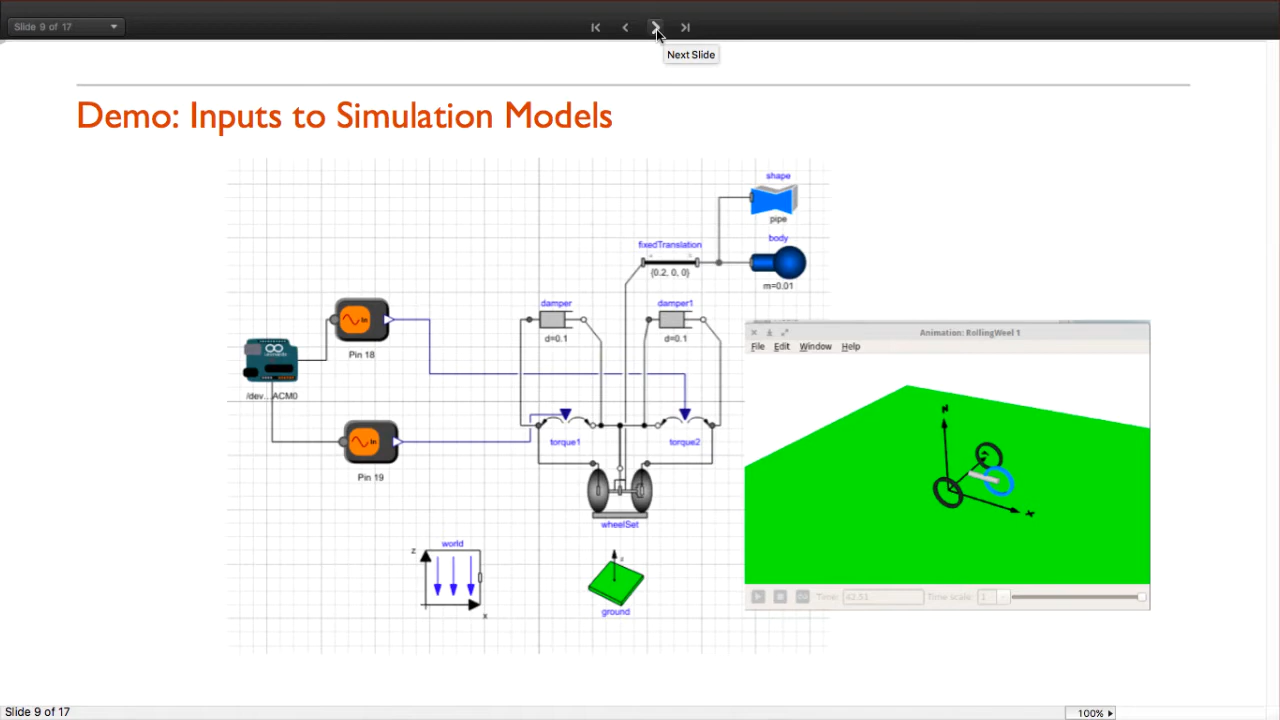 Slide 9 of 17
Next Slide
Demo: Inputs to Simulation Models
shape
pipe
body
m=0.01
fixedTranslation
{0.2, 0, 0}
damper
d=0.1
damper1
d=0.1
In
Pin 18
/dev...ACM0
In
Pin 19
torque1
torque2
wheelSet
world
z
x
ground
Animation: RollingWeel 1
File Edit Window Help
x
Time: 42.51 Time scale: 1
Slide 9 of 17
100%